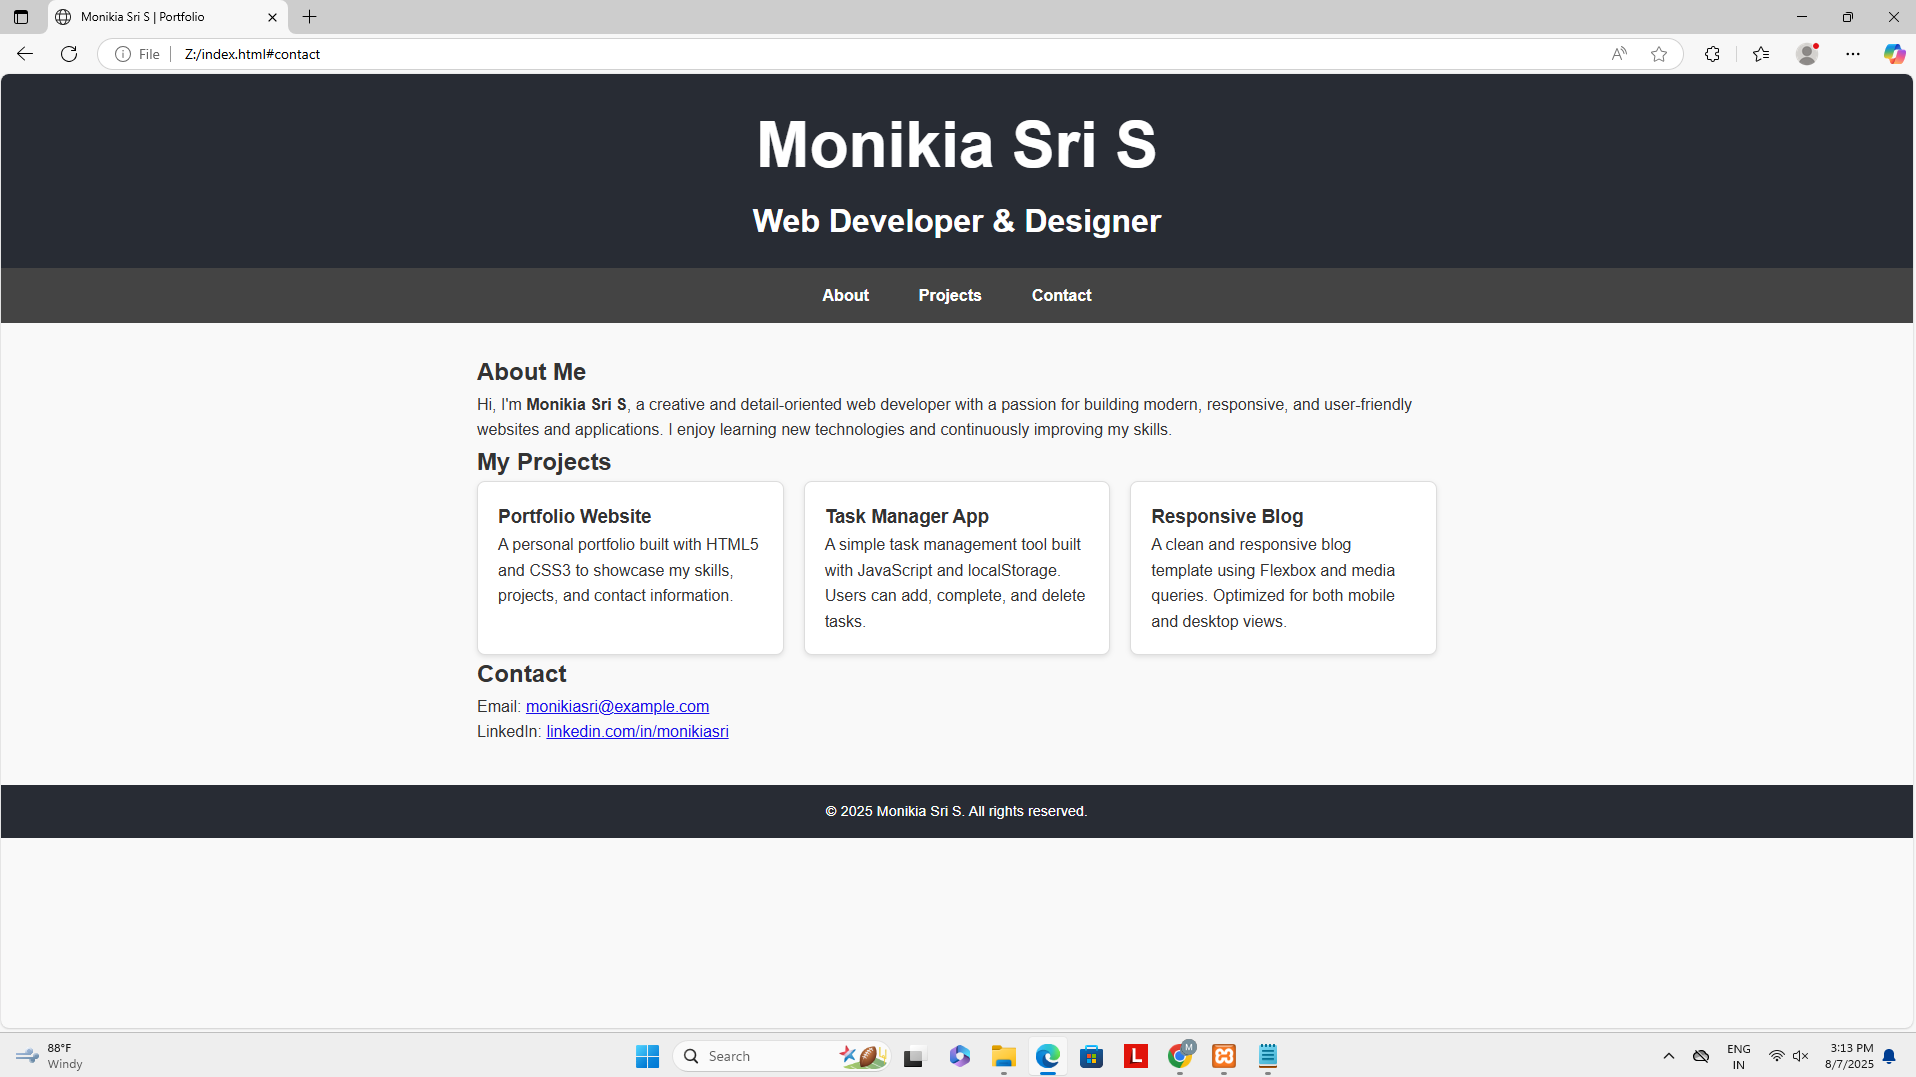 Monikia Sri S | Portfolio
File
Z:/index.html#contact
Monikia Sri S
Web Developer & Designer
About
Projects
Contact
About Me
Hi, I'm Monikia Sri S, a creative and detail-oriented web developer with a passion for building modern, responsive, and user-friendly
websites and applications. I enjoy learning new technologies and continuously improving my skills.
My Projects
Portfolio Website
A personal portfolio built with HTML5
and CSS3 to showcase my skills,
projects, and contact information.
Task Manager App
A simple task management tool built
with JavaScript and localStorage.
Users can add, complete, and delete
tasks.
Responsive Blog
A clean and responsive blog
template using Flexbox and media
queries. Optimized for both mobile
and desktop views.
Contact
Email: monikiasri@example.com
LinkedIn: linkedin.com/in/monikiasri
© 2025 Monikia Sri S. All rights reserved.
88°F
Windy
Search
L
M
ENG
IN
3:13 PM
8/7/2025